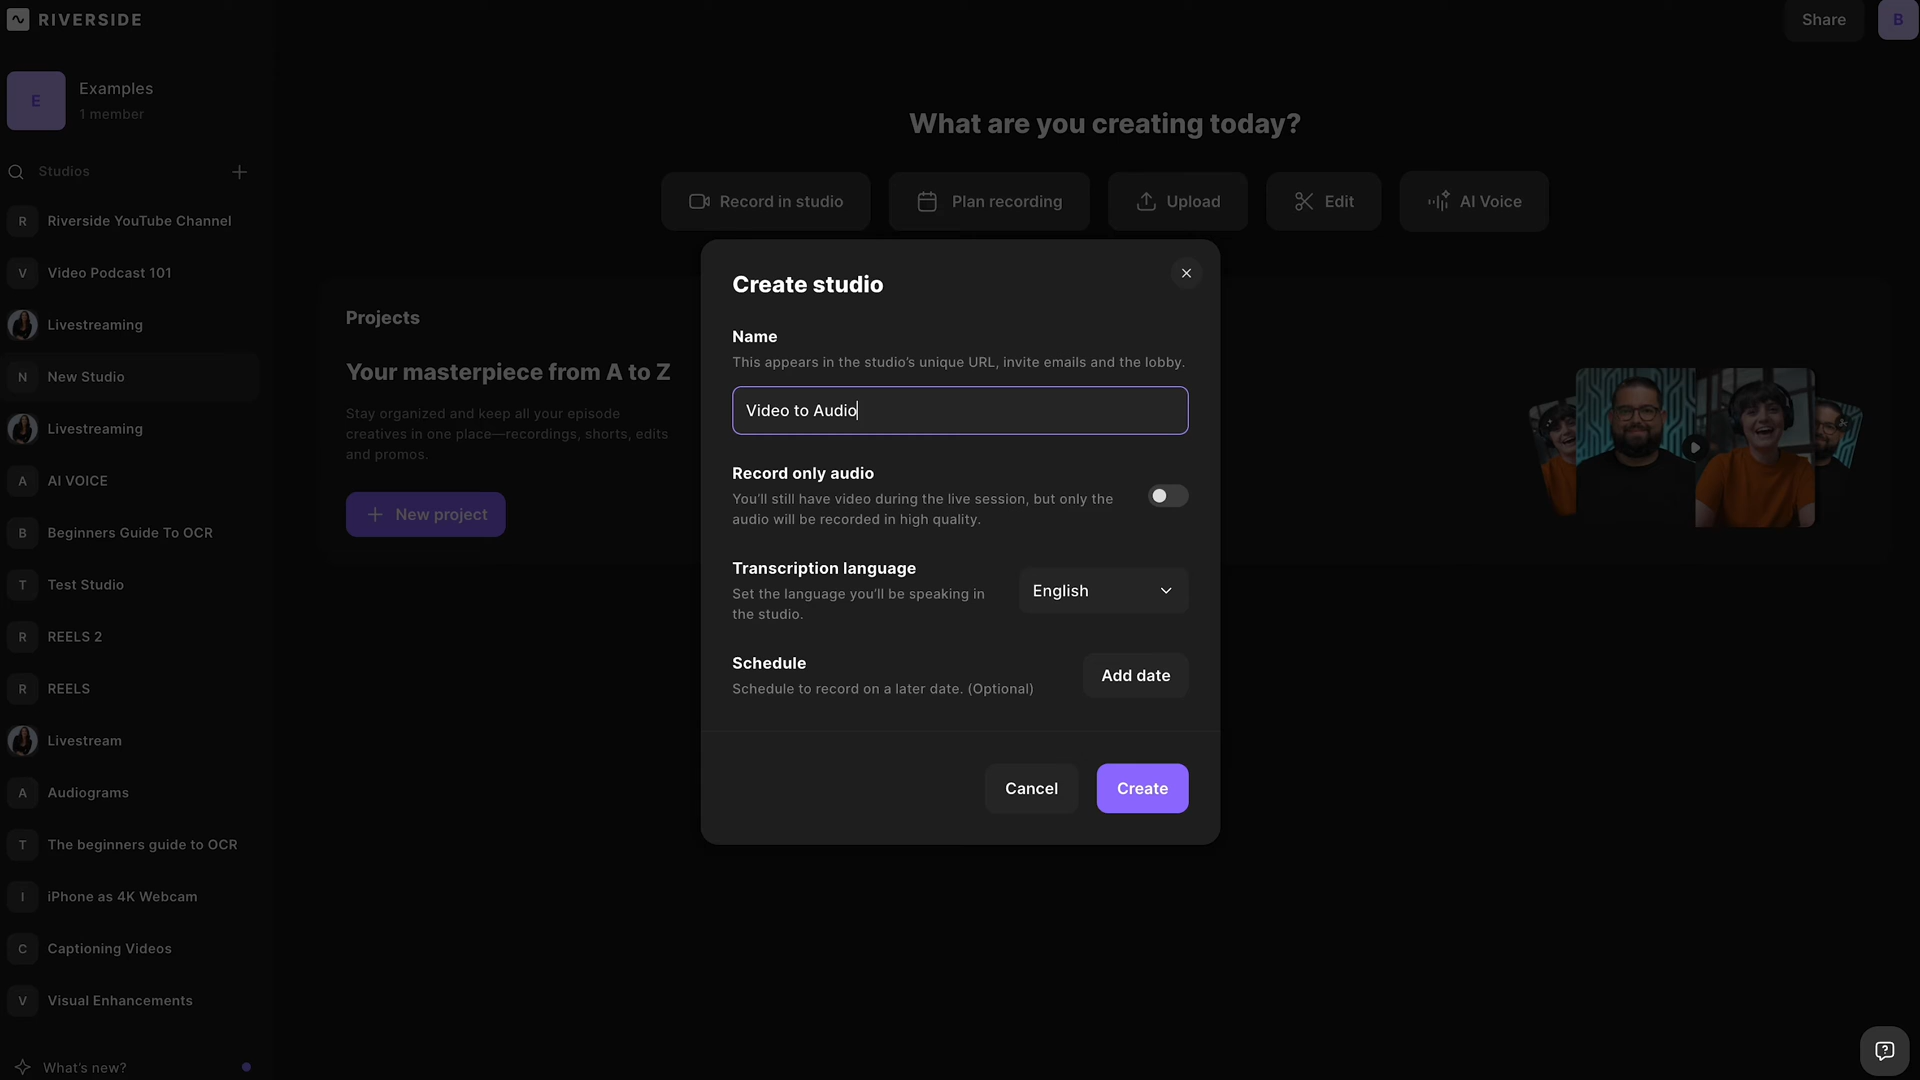 RIVERSIDE
Share
B
E
Examples
1 member
Studios
R
Riverside YouTube Channel
V
Video Podcast 101
Livestreaming
N
New Studio
Livestreaming
A
AI VOICE
B
Beginners Guide To OCR
T
Test Studio
R
REELS 2
R
REELS
Livestream
A
Audiograms
T
The beginners guide to OCR
I
iPhone as 4K Webcam
C
Captioning Videos
V
Visual Enhancements
What's new?
What are you creating today?
Record in studio
Plan recording
Upload
Edit
AI Voice
Projects
Your masterpiece from A to Z
Stay organized and keep all your episode
creatives in one place—recordings, shorts, edits
and promos.
New project
Create studio
Name
This appears in the studio’s unique URL, invite emails and the lobby.
Video to Audio
Record only audio
You’ll still have video during the live session, but only the
audio will be recorded in high quality.
Transcription language
Set the language you’ll be speaking in
the studio.
English
Schedule
Schedule to record on a later date. (Optional)
Add date
Cancel
Create